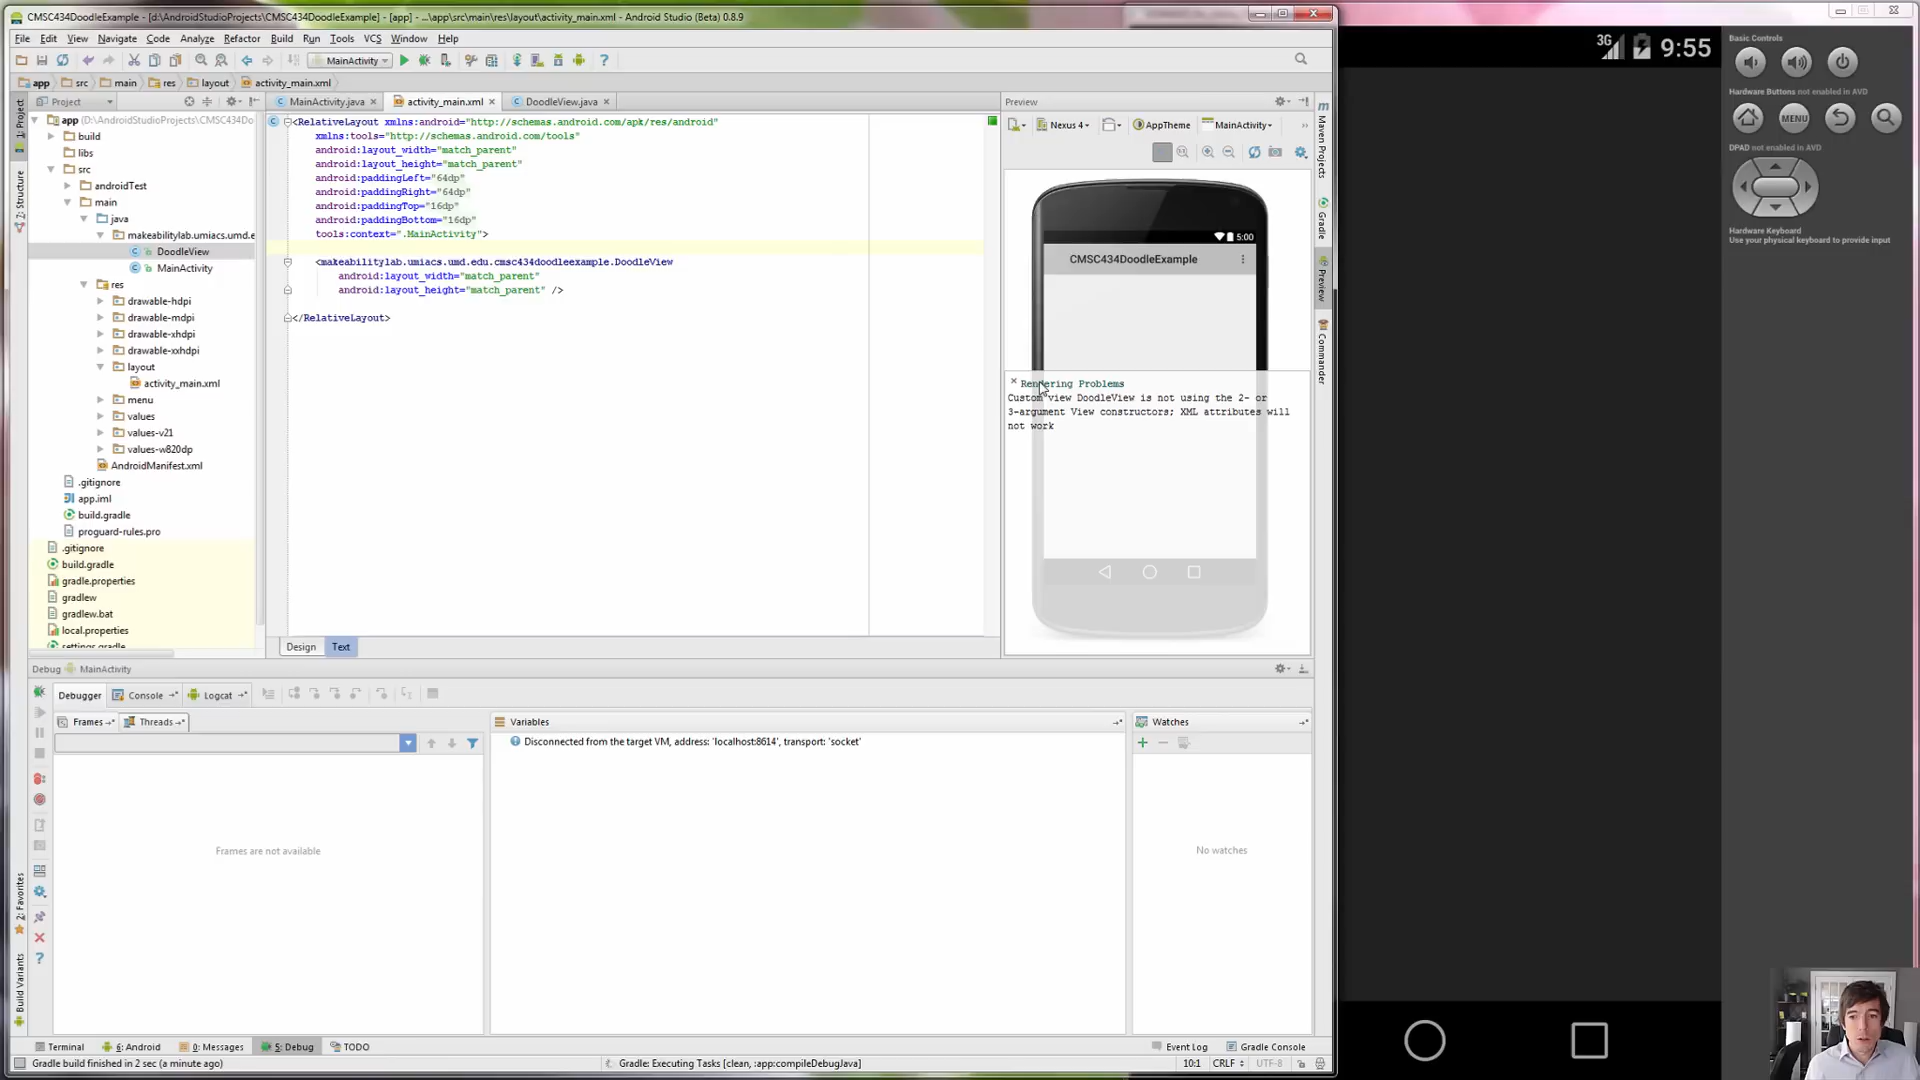 CMSC434DoodleExample - [d:\AndroidStudioProjects\CMSC434DoodleExample] - [app] - ...\app\src\main\res\layout\activity_main.xml - Android Studio (Beta) 0.8.9
File Edit View Navigate Code Analyze Refactor Build Run Tools VCS Window Help
MainActivity
app src main res layout activity_main.xml
Project
MainActivity.java
activity_main.xml
DoodleView.java
Preview
app (D:\AndroidStudioProjects\CMSC434Do
build
libs
src
androidTest
main
java
makeabilitylab.umiacs.umd.e
DoodleView
MainActivity
res
drawable-hdpi
drawable-mdpi
drawable-xhdpi
drawable-xxhdpi
layout
activity_main.xml
menu
values
values-v21
values-w820dp
AndroidManifest.xml
.gitignore
app.iml
build.gradle
proguard-rules.pro
.gitignore
build.gradle
gradle.properties
gradlew
gradlew.bat
local.properties
settings.gradle
1: Project
7: Structure
2: Favorites
Build Variants
<RelativeLayout xmlns:android="http://schemas.android.com/apk/res/android"
xmlns:tools="http://schemas.android.com/tools"
android:layout_width="match_parent"
android:layout_height="match_parent"
android:paddingLeft="64dp"
android:paddingRight="64dp"
android:paddingTop="16dp"
android:paddingBottom="16dp"
tools:context=".MainActivity">
<makeabilitylab.umiacs.umd.edu.cmsc434doodleexample.DoodleView
android:layout_width="match_parent"
android:layout_height="match_parent" />
</RelativeLayout>
Design Text
Nexus 4 AppTheme MainActivity
5:00
CMSC434DoodleExample
Rendering Problems
Custom view DoodleView is not using the 2- or
3-argument View constructors; XML attributes will
not work
Maven Projects
Gradle
Preview
Commander
Debug MainActivity
Debugger Console Logcat
Frames Threads
Variables
Watches
Disconnected from the target VM, address: 'localhost:8614', transport: 'socket'
Frames are not available
No watches
Terminal 6: Android 0: Messages 5: Debug TODO
Event Log Gradle Console
Gradle build finished in 2 sec (a minute ago)
Gradle: Executing Tasks [clean, :app:compileDebugJava]
10:1 CRLF UTF-8
3G 9:55
Basic Controls
Hardware Buttons not enabled in AVD
MENU
DPAD not enabled in AVD
Hardware Keyboard
Use your physical keyboard to provide input